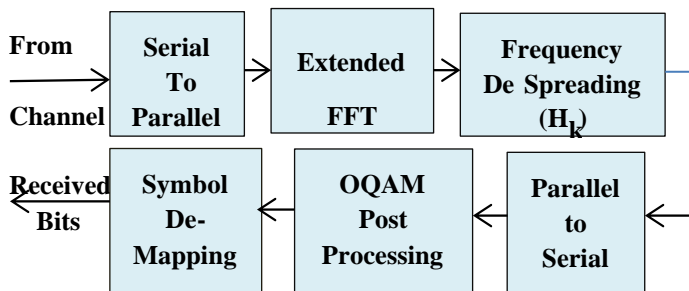 From
Channel
Serial
To
Parallel
Extended
FFT
Frequency
De Spreading
(Hk)
Received
Bits
Symbol
De-
Mapping
OQAM
Post
Processing
Parallel
to
Serial